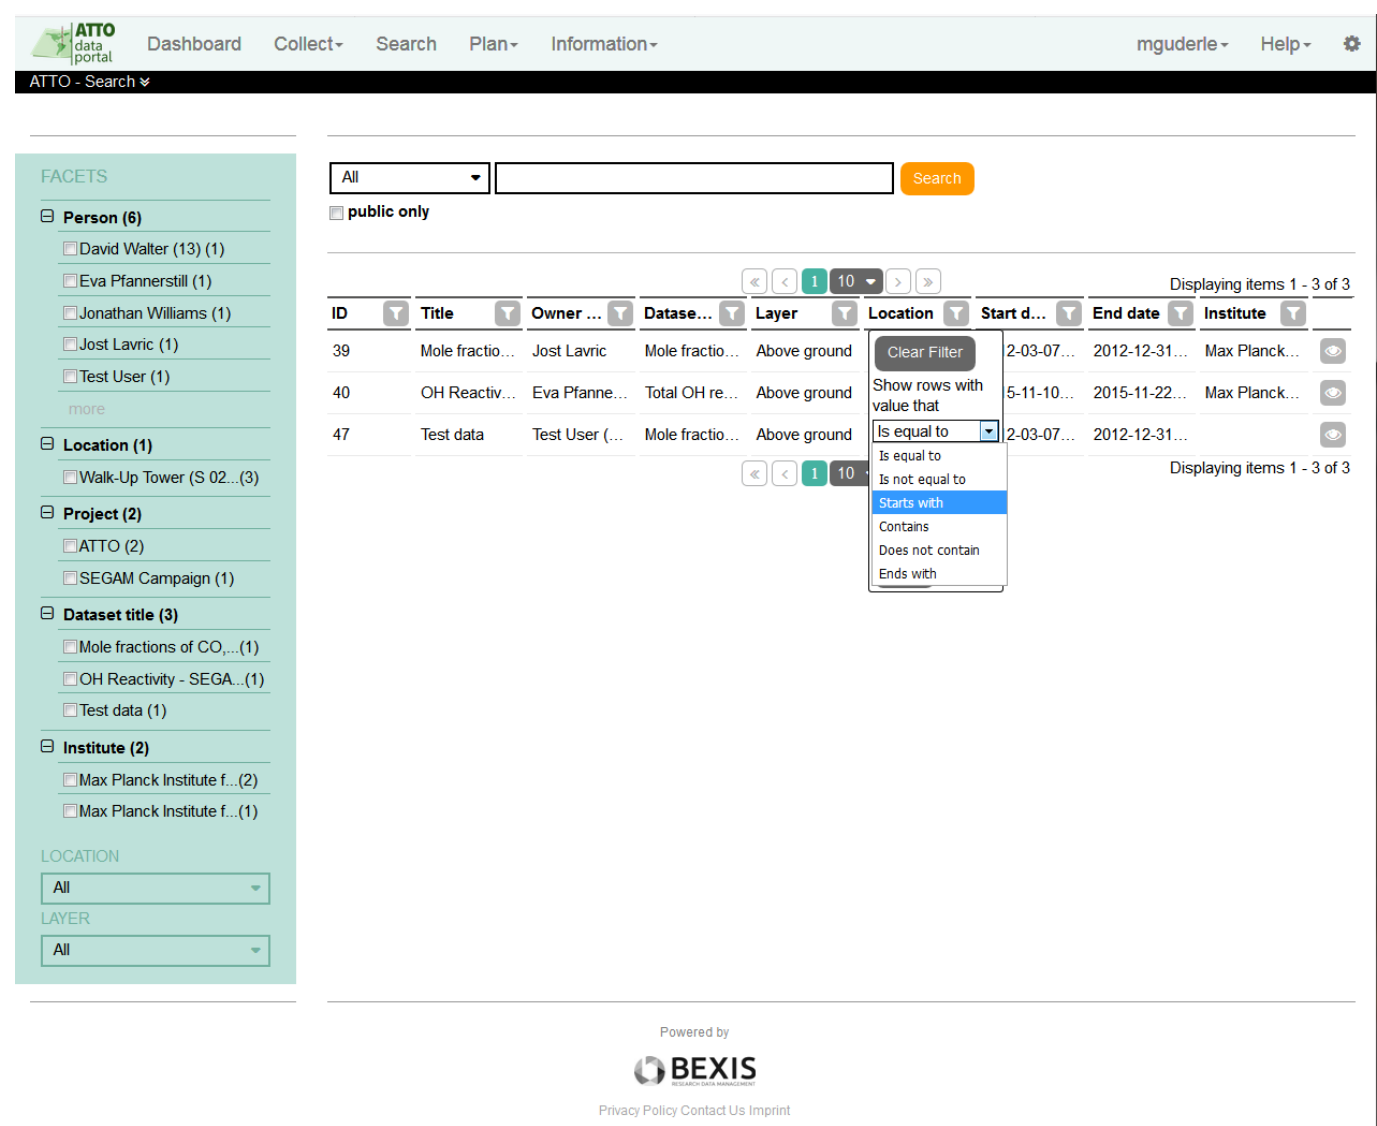 ATTO
data
portal
Dashboard Collect Search Plan Information mguderle Help
ATTO - Search
FACETS
Person (6)
David Walter (13) (1)
Eva Pfannerstill (1)
Jonathan Williams (1)
Jost Lavric (1)
Test User (1)
more
Location (1)
Walk-Up Tower (S 02...(3)
Project (2)
ATTO (2)
SEGAM Campaign (1)
Dataset title (3)
Mole fractions of CO,...(1)
OH Reactivity - SEGA...(1)
Test data (1)
Institute (2)
Max Planck Institute f...(2)
Max Planck Institute f...(1)
LOCATION
All
LAYER
All
All Search
public only
« < 1 10 > »
Displaying items 1 - 3 of 3
ID Title Owner ... Datase... Layer Location Start d... End date Institute
39 Mole fractio... Jost Lavric Mole fractio... Above ground 2-03-07... 2012-12-31... Max Planck...
40 OH Reactiv... Eva Pfanne... Total OH re... Above ground 5-11-10... 2015-11-22... Max Planck...
47 Test data Test User (... Mole fractio... Above ground 2-03-07... 2012-12-31...
Clear Filter
Show rows with
value that
Is equal to
Is equal to
Is not equal to
Starts with
Contains
Does not contain
Ends with
« < 1 10
Displaying items 1 - 3 of 3
Powered by
BEXIS
RESEARCH DATA MANAGEMENT
Privacy Policy Contact Us Imprint